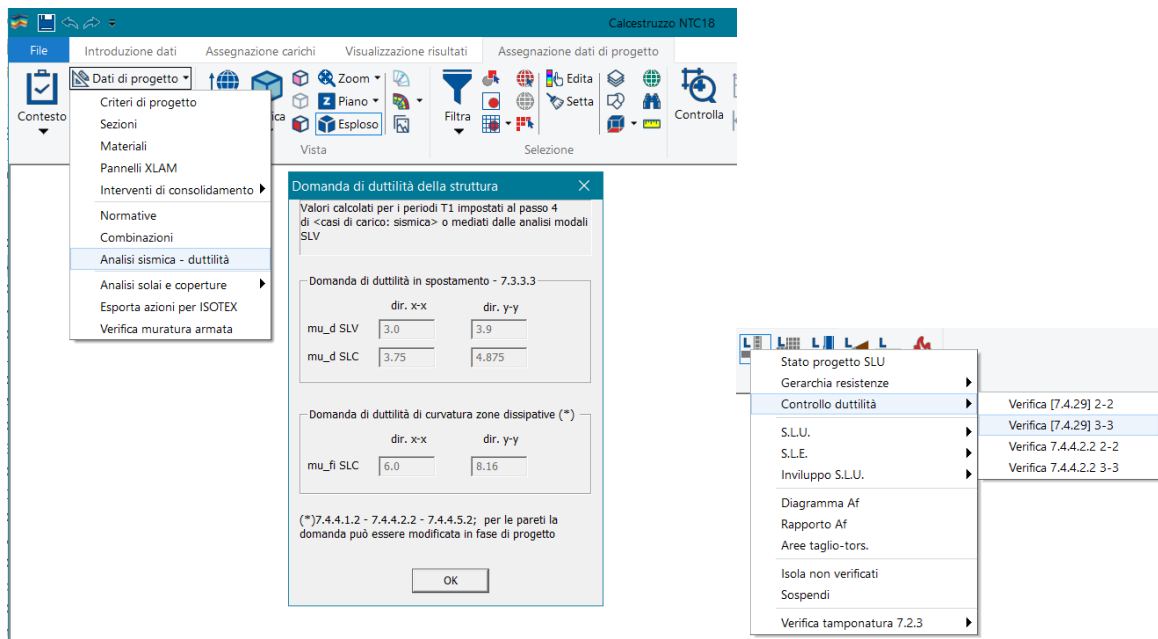 Calcestruzzo NTC18
File
Introduzione dati
Assegnazione carichi
Visualizzazione risultati
Assegnazione dati di progetto
Contesto
Dati di progetto
Zoom
Piano
Esploso
Vista
Filtra
Edita
Setta
Selezione
Controlla
Criteri di progetto
Sezioni
Materiali
Pannelli XLAM
Interventi di consolidamento
Normative
Combinazioni
Analisi sismica - duttilità
Analisi solai e coperture
Esporta azioni per ISOTEX
Verifica muratura armata
Domanda di duttilità della struttura
Valori calcolati per i periodi T1 impostati al passo 4
di <casi di carico: sismica> o mediati dalle analisi modali
SLV
Domanda di duttilità in spostamento - 7.3.3.3
dir. x-x dir. y-y
mu_d SLV 3.0 3.9
mu_d SLC 3.75 4.875
Domanda di duttilità di curvatura zone dissipative (*)
dir. x-x dir. y-y
mu_fi SLC 6.0 8.16
(*)7.4.4.1.2 - 7.4.4.2.2 - 7.4.4.5.2; per le pareti la
domanda può essere modificata in fase di progetto
OK
Stato progetto SLU
Gerarchia resistenze
Controllo duttilità
S.L.U.
S.L.E.
Inviluppo S.L.U.
Diagramma Af
Rapporto Af
Aree taglio-tors.
Isola non verificati
Sospendi
Verifica tamponatura 7.2.3
Verifica [7.4.29] 2-2
Verifica [7.4.29] 3-3
Verifica 7.4.4.2.2 2-2
Verifica 7.4.4.2.2 3-3